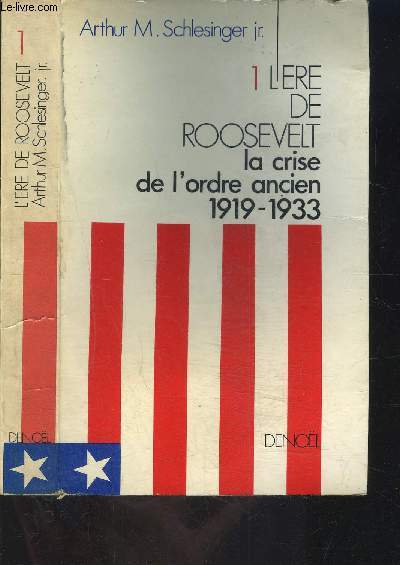 Le-livre.com
Arthur M. Schlesinger jr.
1 L'ERE
DE
ROOSEVELT
la crise
de l'ordre ancien
1919-1933
DENOËL
1
L'ERE DE ROOSEVELT
Arthur M. Schlesinger. jr.
DENOËL